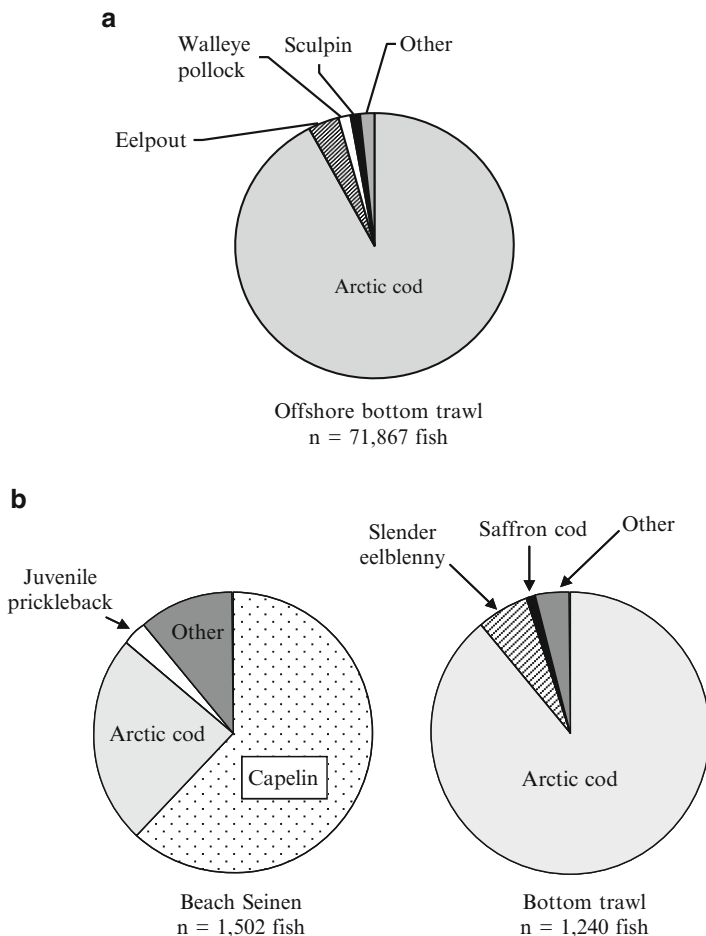 a
Walleye
pollock
Sculpin
Other
Eelpout
Arctic cod
Offshore bottom trawl
n = 71,867 fish
b
Juvenile
prickleback
Other
Arctic cod
Capelin
Beach Seinen
n = 1,502 fish
Slender
eelblenny
Saffron cod
Other
Arctic cod
Bottom trawl
n = 1,240 fish